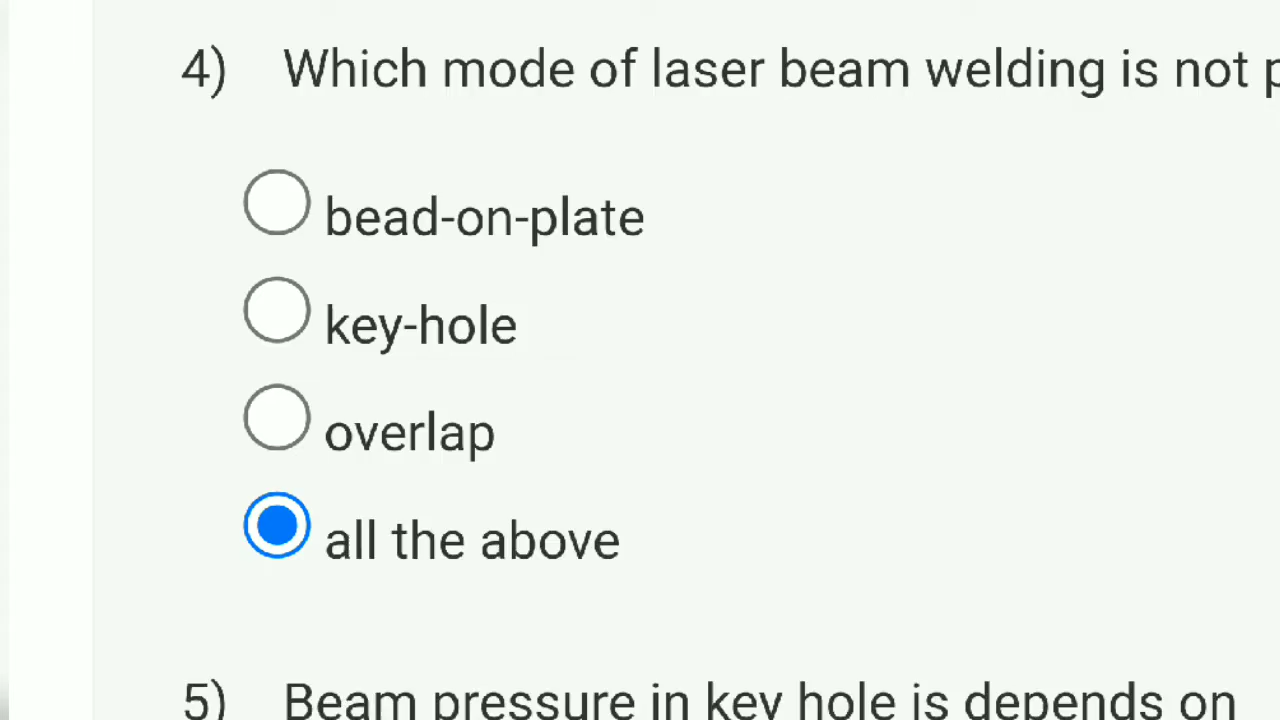 4) Which mode of laser beam welding is not
bead-on-plate
key-hole
overlap
all the above
5) Beam pressure in key hole is depends on